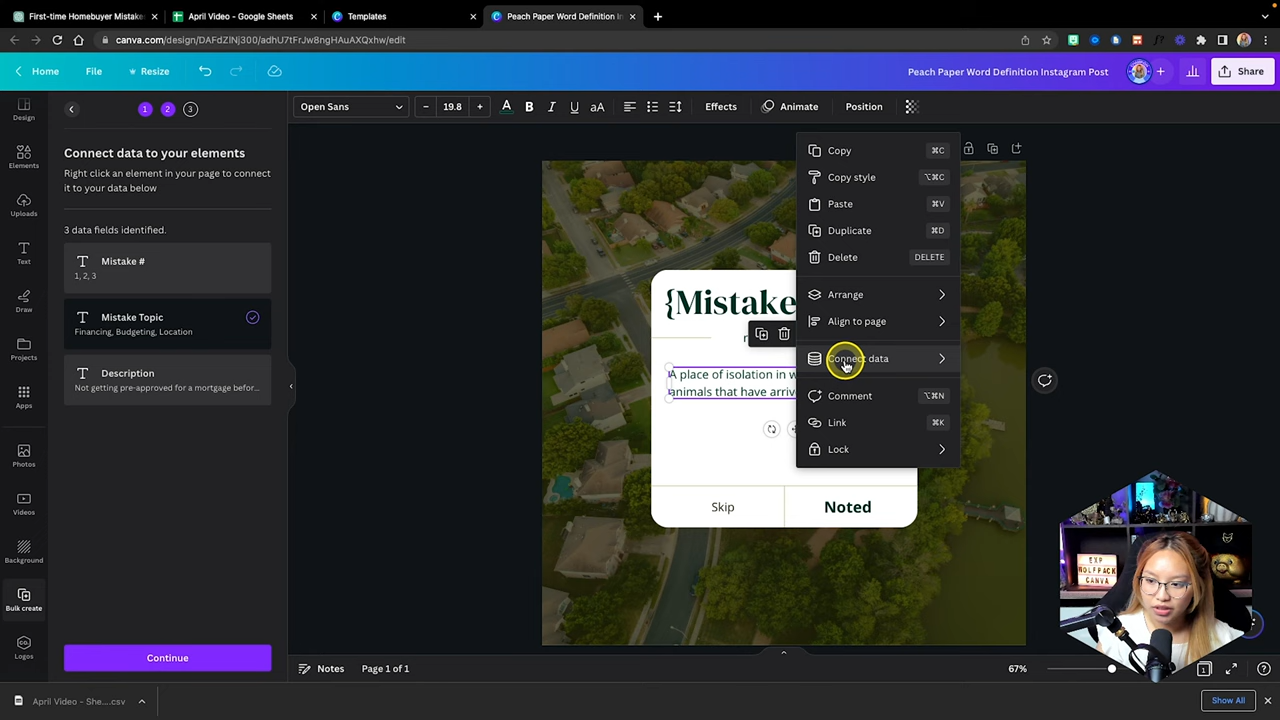 First-time Homebuyer Mistake
April Video - Google Sheets
Templates
Peach Paper Word Definition In
canva.com/design/DAFdZlNj300/adhU7tFrJw8ngHAuAXQxhw/edit
Home
File
Resize
Peach Paper Word Definition Instagram Post
Share
Design
Elements
Uploads
Text
Draw
Projects
Apps
Photos
Videos
Background
Bulk create
Logos
1
2
3
Connect data to your elements
Right click an element in your page to connect
it to your data below
3 data fields identified.
Mistake #
1, 2, 3
Mistake Topic
Financing, Budgeting, Location
Description
Not getting pre-approved for a mortgage befor...
Continue
Open Sans
19.8
A
B
I
U
aA
Effects
Animate
Position
{Mistake
A place of isolation in w
animals that have arriv
Skip
Noted
Copy
⌘C
Copy style
⌥⌘C
Paste
⌘V
Duplicate
⌘D
Delete
DELETE
Arrange
Align to page
Connect data
Comment
⌥⌘N
Link
⌘K
Lock
EXP
WOLFPACK
CANVA
Notes
Page 1 of 1
67%
1
April Video - She....csv
Show All